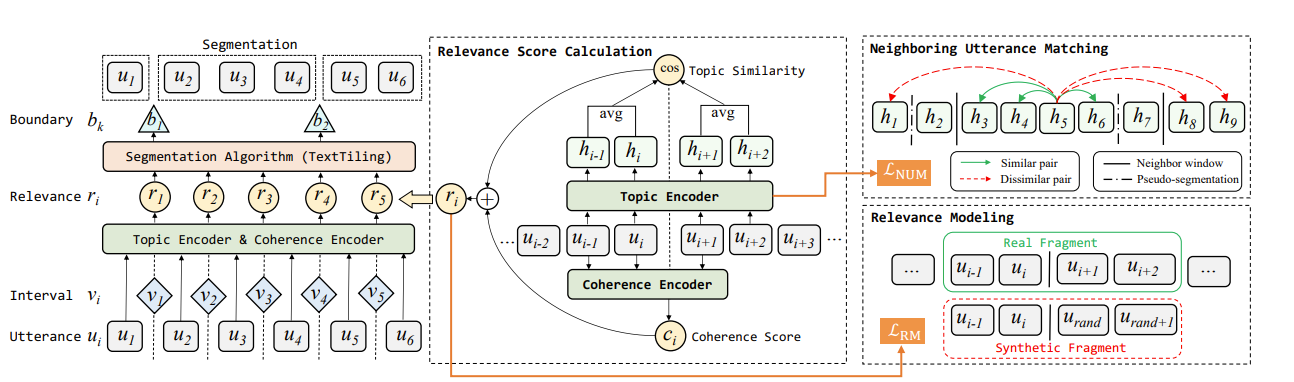 Segmentation
u1 u2 u3 u4 u5 u6
Boundary bk b1 b2
Segmentation Algorithm (TextTiling)
Relevance ri r1 r2 r3 r4 r5
Topic Encoder & Coherence Encoder
Interval vi v1 v2 v3 v4 v5
Utterance ui u1 u2 u3 u4 u5 u6
Relevance Score Calculation
cos Topic Similarity
avg avg
hi-1 hi hi+1 hi+2
Topic Encoder
ri +
... ui-2 ui-1 ui ui+1 ui+2 ui+3 ...
Coherence Encoder
ci Coherence Score
Neighboring Utterance Matching
h1 h2 h3 h4 h5 h6 h7 h8 h9
ℒNUM
Similar pair
Dissimilar pair
Neighbor window
Pseudo-segmentation
Relevance Modeling
Real Fragment
... ui-1 ui ui+1 ui+2 ...
ℒRM
ui-1 ui urand urand+1
Synthetic Fragment